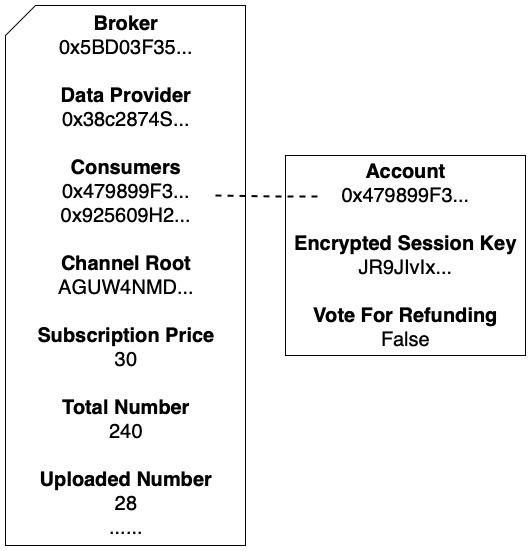 Broker
0x5BD03F35...
Data Provider
0x38c2874S...
Consumers
0x479899F3...
0x925609H2...
Channel Root
AGUW4NMD...
Subscription Price
30
Total Number
240
Uploaded Number
28
......
Account
0x479899F3...
Encrypted Session Key
JR9JIvIx...
Vote For Refunding
False